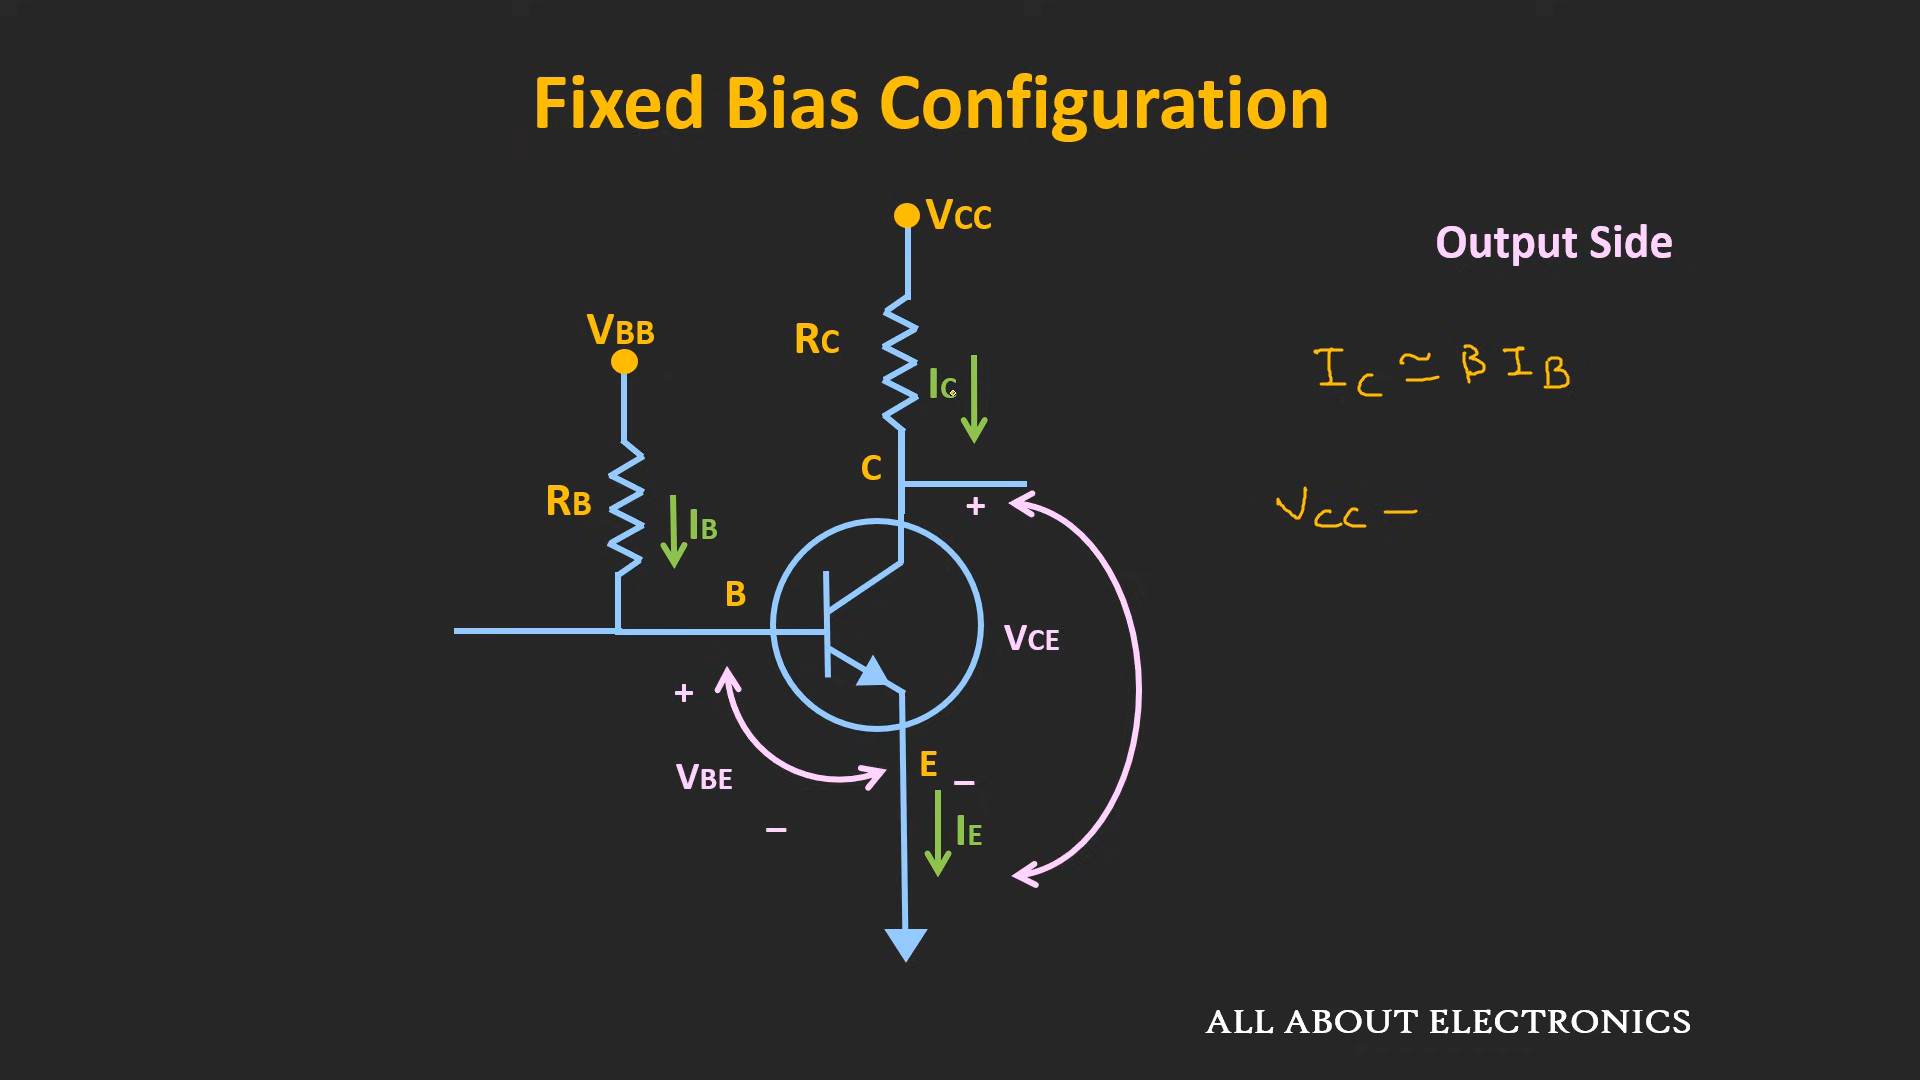 Fixed Bias Configuration
VCC
Output Side
VBB
RC
IC ≃ β IB
IC
C
RB
IB
+
VCC –
B
VCE
+
VBE
E
–
–
IE
ALL ABOUT ELECTRONICS